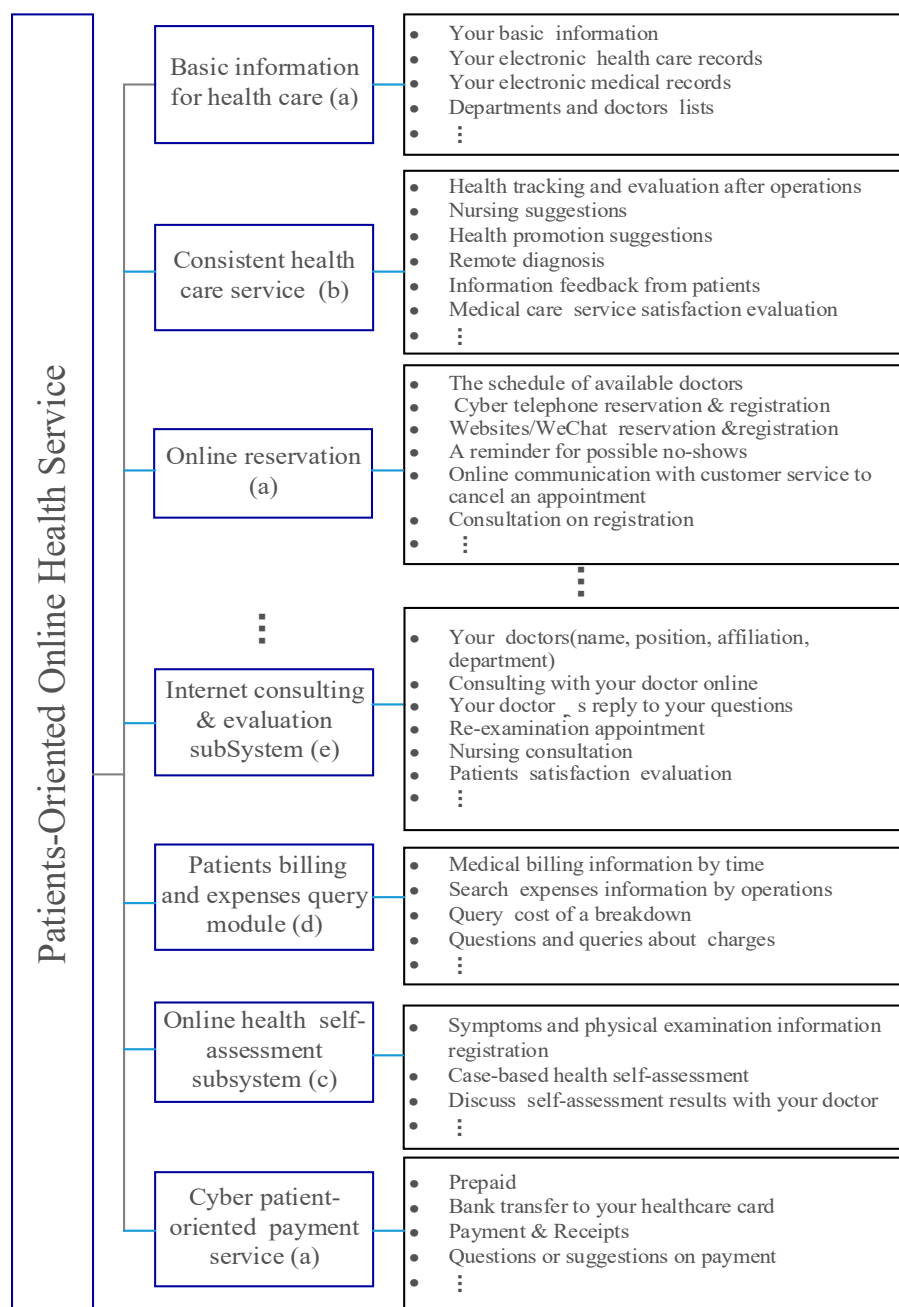 Patients-Oriented Online Health Service
Basic information
for health care (a)
• Your basic information
• Your electronic health care records
• Your electronic medical records
• Departments and doctors lists
• ⋮
Consistent health
care service (b)
• Health tracking and evaluation after operations
• Nursing suggestions
• Health promotion suggestions
• Remote diagnosis
• Information feedback from patients
• Medical care service satisfaction evaluation
• ⋮
Online reservation
(a)
• The schedule of available doctors
• Cyber telephone reservation & registration
• Websites/WeChat reservation &registration
• A reminder for possible no-shows
• Online communication with customer service to
cancel an appointment
• Consultation on registration
• ⋮
⋮
⋮
Internet consulting
& evaluation
subSystem (e)
• Your doctors(name, position, affiliation,
department)
• Consulting with your doctor online
• Your doctor , s reply to your questions
• Re-examination appointment
• Nursing consultation
• Patients satisfaction evaluation
• ⋮
Patients billing
and expenses query
module (d)
• Medical billing information by time
• Search expenses information by operations
• Query cost of a breakdown
• Questions and queries about charges
• ⋮
Online health self-
assessment
subsystem (c)
• Symptoms and physical examination information
registration
• Case-based health self-assessment
• Discuss self-assessment results with your doctor
• ⋮
Cyber patient-
oriented payment
service (a)
• Prepaid
• Bank transfer to your healthcare card
• Payment & Receipts
• Questions or suggestions on payment
• ⋮